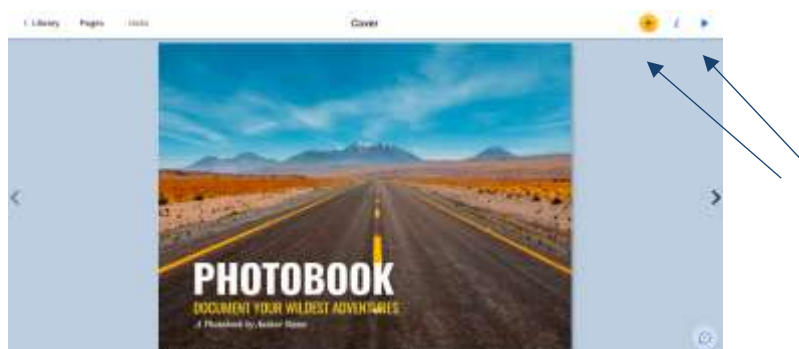 Library Pages Undo Cover
PHOTOBOOK
DOCUMENT YOUR WILDEST ADVENTURES
A Photobook by Author Name